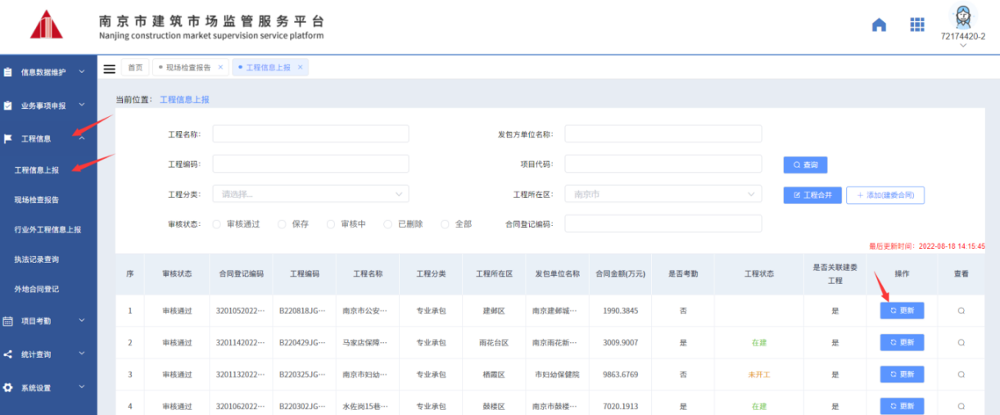 南京市建筑市场监管服务平台
Nanjing construction market supervision service platform
72174420-2
信息数据维护
业务事项申报
工程信息
工程信息上报
现场检查报告
行业外工程信息上报
执法记录查询
外地合同登记
项目考勤
统计查询
系统设置
首页 现场检查报告 × 工程信息上报 ×
当前位置: 工程信息上报
工程名称: 发包方单位名称:
工程编码: 项目代码: 查询
工程分类: 请选择... 工程所在区: 南京市 工程合并 + 添加(建委合同)
审核状态: 审核通过 保存 审核中 已删除 全部 合同登记编码:
最后更新时间: 2022-08-18 14:15:45
序 审核状态 合同登记编码 工程编码 工程名称 工程分类 工程所在区 发包单位名称 合同金额(万元) 是否考勤 工程状态 是否关联建委工程 操作 查看
1 审核通过 3201052022··· B220818JG··· 南京市公安··· 专业承包 建邺区 南京建邺城··· 1990.3845 否 是 更新
2 审核通过 3201142022··· B220429JG··· 马家店保障··· 专业承包 雨花台区 南京雨花新··· 3009.9007 是 在建 是 更新
3 审核通过 3201132022··· B220325JG··· 南京市妇幼··· 专业承包 栖霞区 市妇幼保健院 9863.6769 否 未开工 是 更新
4 审核通过 3201062022··· B220302JG··· 水佐岗15巷··· 专业承包 鼓楼区 南京市鼓楼··· 7020.1913 是 在建 是 更新